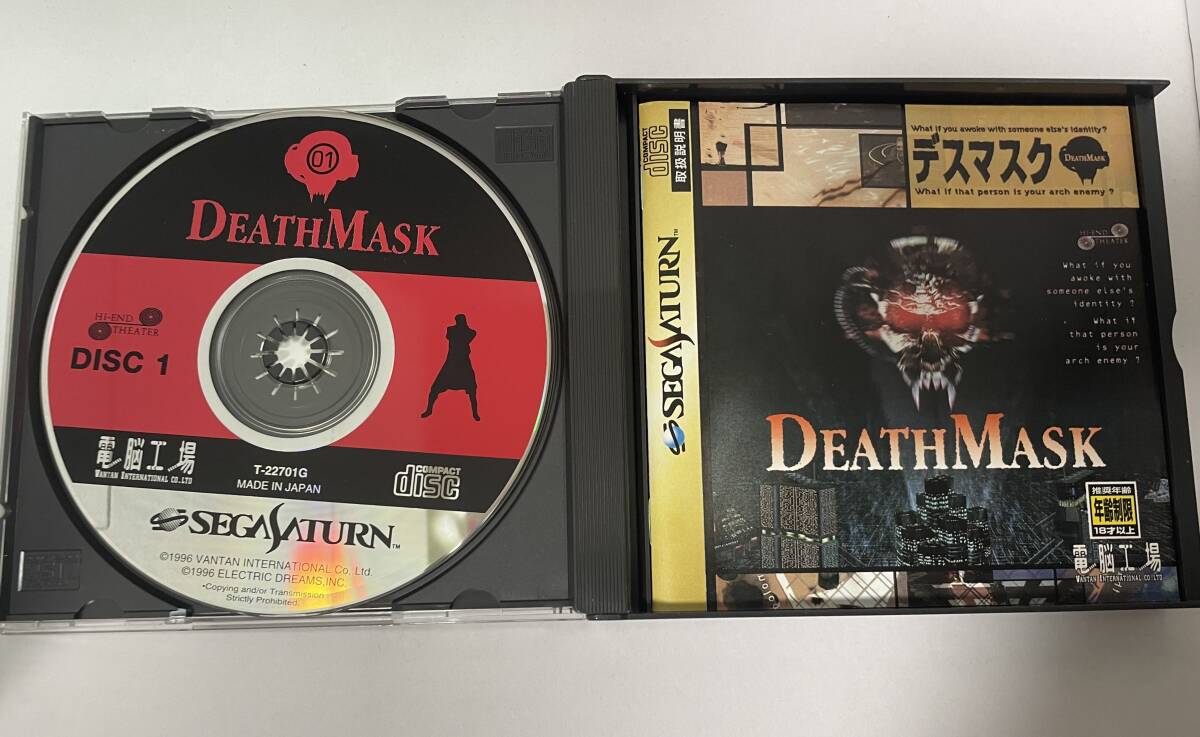 01
DEATHMASK
HI-END
THEATER
DISC 1
電脳工場
VANTAN INTERNATIONAL CO.LTD
T-22701G
MADE IN JAPAN
COMPACT
disc
SEGA SATURN™
©1996 VANTAN INTERNATIONAL Co. Ltd.
©1996 ELECTRIC DREAMS, INC.
•Copying and/or Transmission
Strictly Prohibited.
COMPACT
disc
取扱説明書
SEGA SATURN™
What if you awoke with someone else's identity?
デスマスク
DEATHMASK
What if that person is your arch enemy ?
HI-END
THEATER
What if you
awoke with
someone else's
identity ?
. What if
that person
is your
arch enemy ?
DEATHMASK
推奨年齢
年齢制限
18才以上
電脳工場
VANTAN INTERNATIONAL CO.LTD